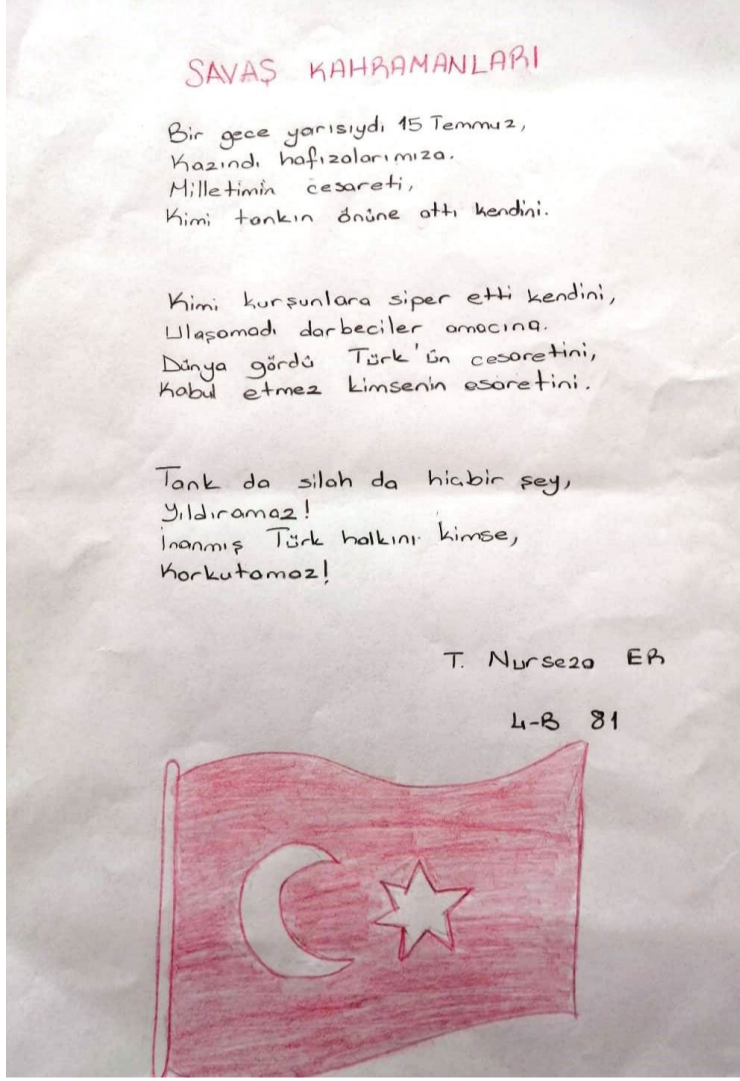 SAVAŞ KAHRAMANLARI
Bir gece yarısıydı 15 Temmuz,
Kazındı hafızalarımıza.
Milletimin cesareti,
Kimi tankın önüne attı kendini.
Kimi kurşunlara siper etti kendini,
Ulaşamadı darbeciler amacına.
Dünya gördü Türk'ün cesaretini,
Kabul etmez kimsenin esaretini.
Tank da silah da hiçbir şey,
Yıldıramaz!
İnanmış Türk halkını kimse,
Korkutamaz!
T. Nurseza ER
4-B 81